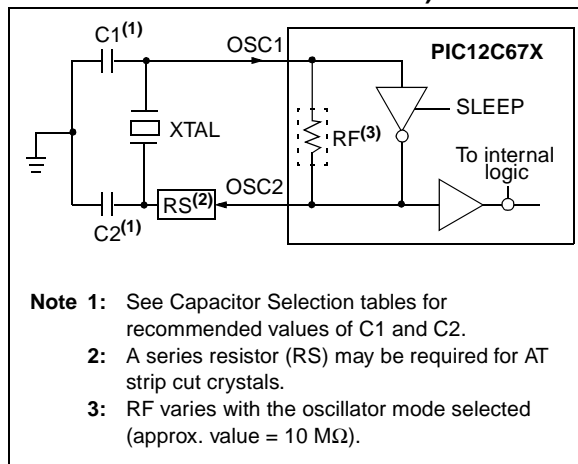 C1(1)
OSC1
PIC12C67X
SLEEP
XTAL
RF(3)
To internal
logic
OSC2
RS(2)
C2(1)
Note 1: See Capacitor Selection tables for
recommended values of C1 and C2.
2: A series resistor (RS) may be required for AT
strip cut crystals.
3: RF varies with the oscillator mode selected
(approx. value = 10 MΩ).